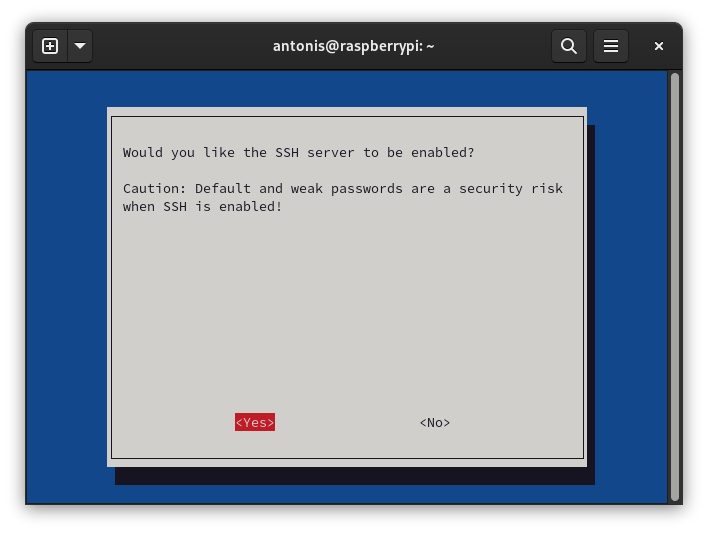 antonis@raspberrypi: ~
Would you like the SSH server to be enabled?
Caution: Default and weak passwords are a security risk
when SSH is enabled!
<Yes> <No>